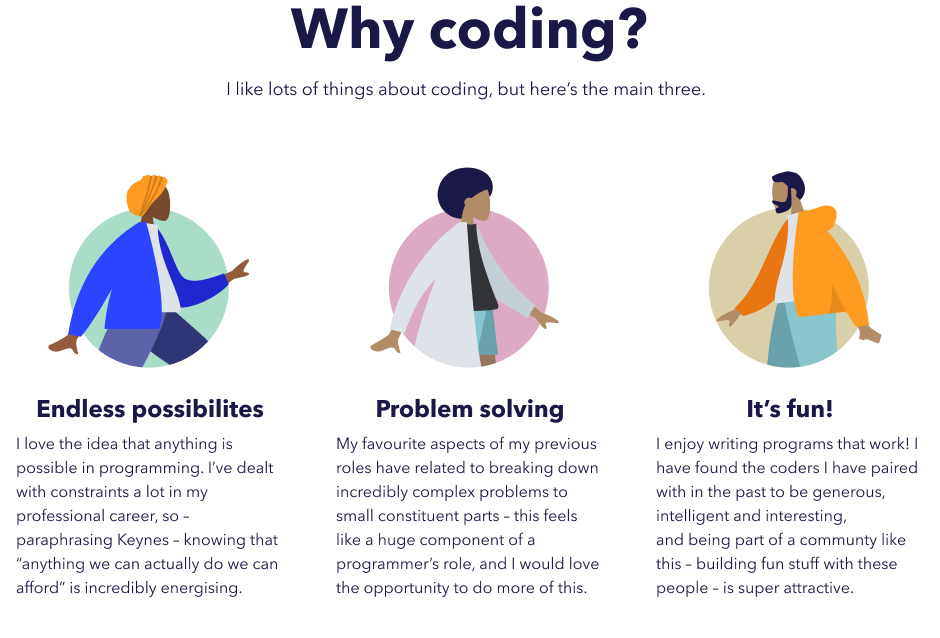 Why coding?
I like lots of things about coding, but here’s the main three.
Endless possibilites
I love the idea that anything is
possible in programming. I’ve dealt
with constraints a lot in my
professional career, so –
paraphrasing Keynes – knowing that
“anything we can actually do we can
afford” is incredibly energising.
Problem solving
My favourite aspects of my previous
roles have related to breaking down
incredibly complex problems to
small constituent parts – this feels
like a huge component of a
programmer’s role, and I would love
the opportunity to do more of this.
It’s fun!
I enjoy writing programs that work! I
have found the coders I have paired
with in the past to be generous,
intelligent and interesting,
and being part of a communty like
this – building fun stuff with these
people – is super attractive.